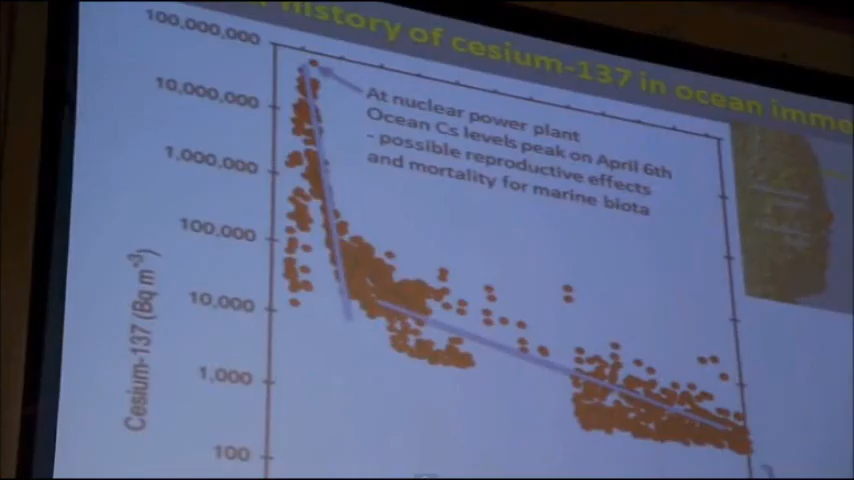 history of cesium-137 in ocean imme
100,000,000
10,000,000
1,000,000
100,000
10,000
1,000
100
Cesium-137 (Bq m⁻³)
At nuclear power plant
Ocean Cs levels peak on April 6th
- possible reproductive effects
and mortality for marine biota